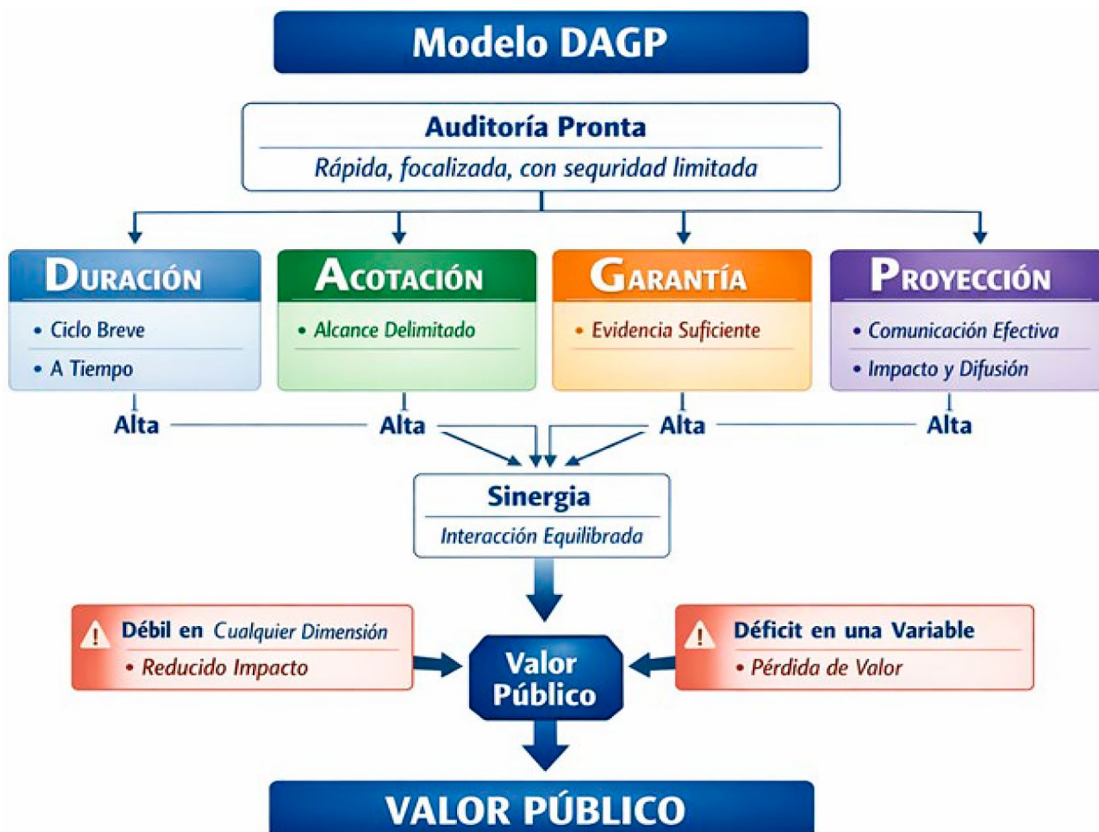 Modelo DAGP
Auditoría Pronta
Rápida, focalizada, con sequridad limitada
DURACIÓN
• Ciclo Breve
• A Tiempo
ACOTACIÓN
• Alcance Delimitado
GARANTÍA
• Evidencia Suficiente
PROYECCIÓN
• Comunicación Efectiva
• Impacto y Difusión
Alta
Alta
Alta
Alta
Sinergia
Interacción Equilibrada
! Débil en Cualquier Dimensión
• Reducido Impacto
! Déficit en una Variable
• Pérdida de Valor
Valor
Público
VALOR PÚBLICO